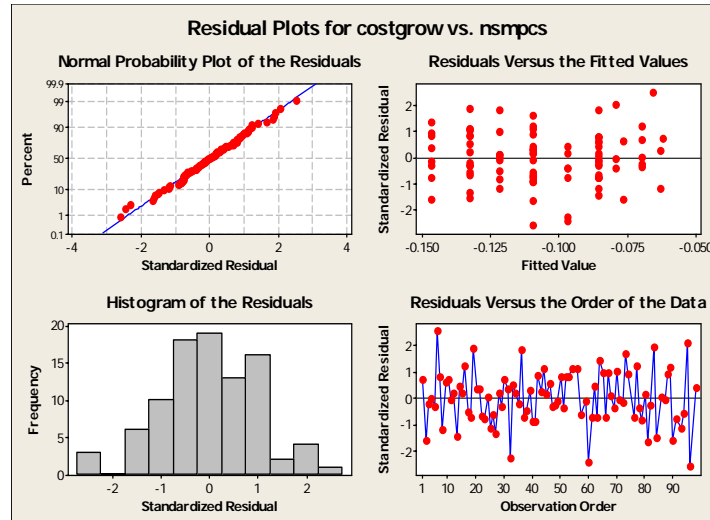 Residual Plots for costgrow vs. nsmpcs
Normal Probability Plot of the Residuals
Percent
99.9
99
90
50
10
1
0.1
-4 -2 0 2 4
Standardized Residual
Residuals Versus the Fitted Values
Standardized Residual
2
1
0
-1
-2
-0.150 -0.125 -0.100 -0.075 -0.050
Fitted Value
Histogram of the Residuals
Frequency
20
15
10
5
0
-2 -1 0 1 2
Standardized Residual
Residuals Versus the Order of the Data
Standardized Residual
2
1
0
-1
-2
1 10 20 30 40 50 60 70 80 90
Observation Order